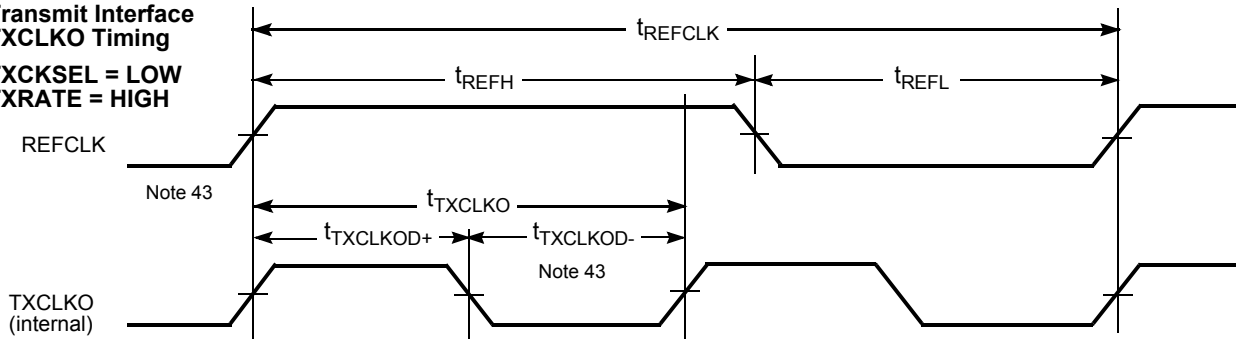 ransmit Interface
XCLKO Timing
XCKSEL = LOW
XRATE = HIGH
tREFCLK
tREFH
tREFL
REFCLK
Note 43
tTXCLKO
tTXCLKOD+
tTXCLKOD-
Note 43
TXCLKO
(internal)